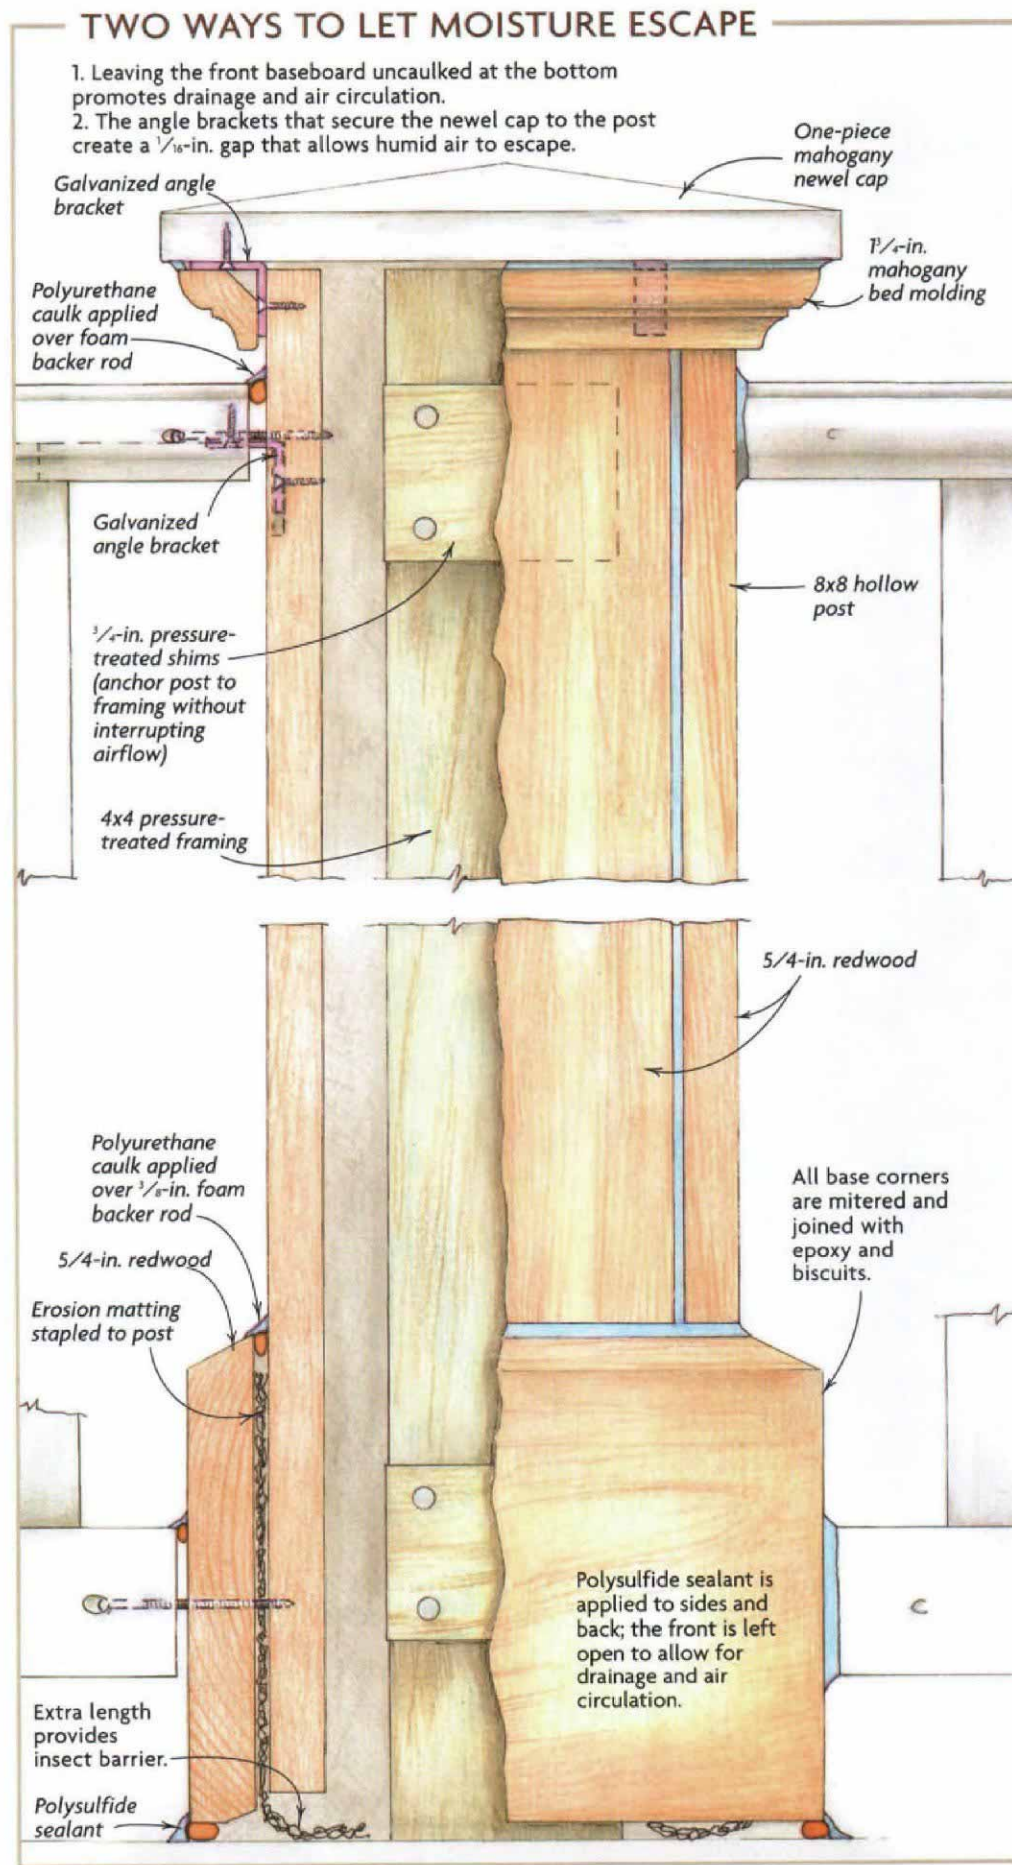 TWO WAYS TO LET MOISTURE ESCAPE
1. Leaving the front baseboard uncaulked at the bottom
promotes drainage and air circulation.
2. The angle brackets that secure the newel cap to the post
create a 1/16-in. gap that allows humid air to escape.
One-piece
mahogany
newel cap
Galvanized angle
bracket
1 3/4-in.
mahogany
bed molding
Polyurethane
caulk applied
over foam
backer rod
Galvanized
angle bracket
8x8 hollow
post
3/4-in. pressure-
treated shims
(anchor post to
framing without
interrupting
airflow)
4x4 pressure-
treated framing
5/4-in. redwood
Polyurethane
caulk applied
over 3/8-in. foam
backer rod
All base corners
are mitered and
joined with
epoxy and
biscuits.
5/4-in. redwood
Erosion matting
stapled to post
Polysulfide sealant is
applied to sides and
back; the front is left
open to allow for
drainage and air
circulation.
Extra length
provides
insect barrier.
Polysulfide
sealant